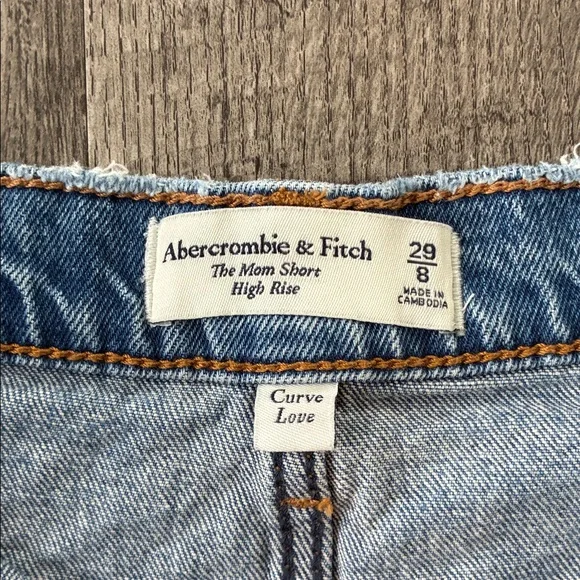 Abercrombie & Fitch
The Mom Short
High Rise
29
8
MADE IN
CAMBODIA
Curve
Love